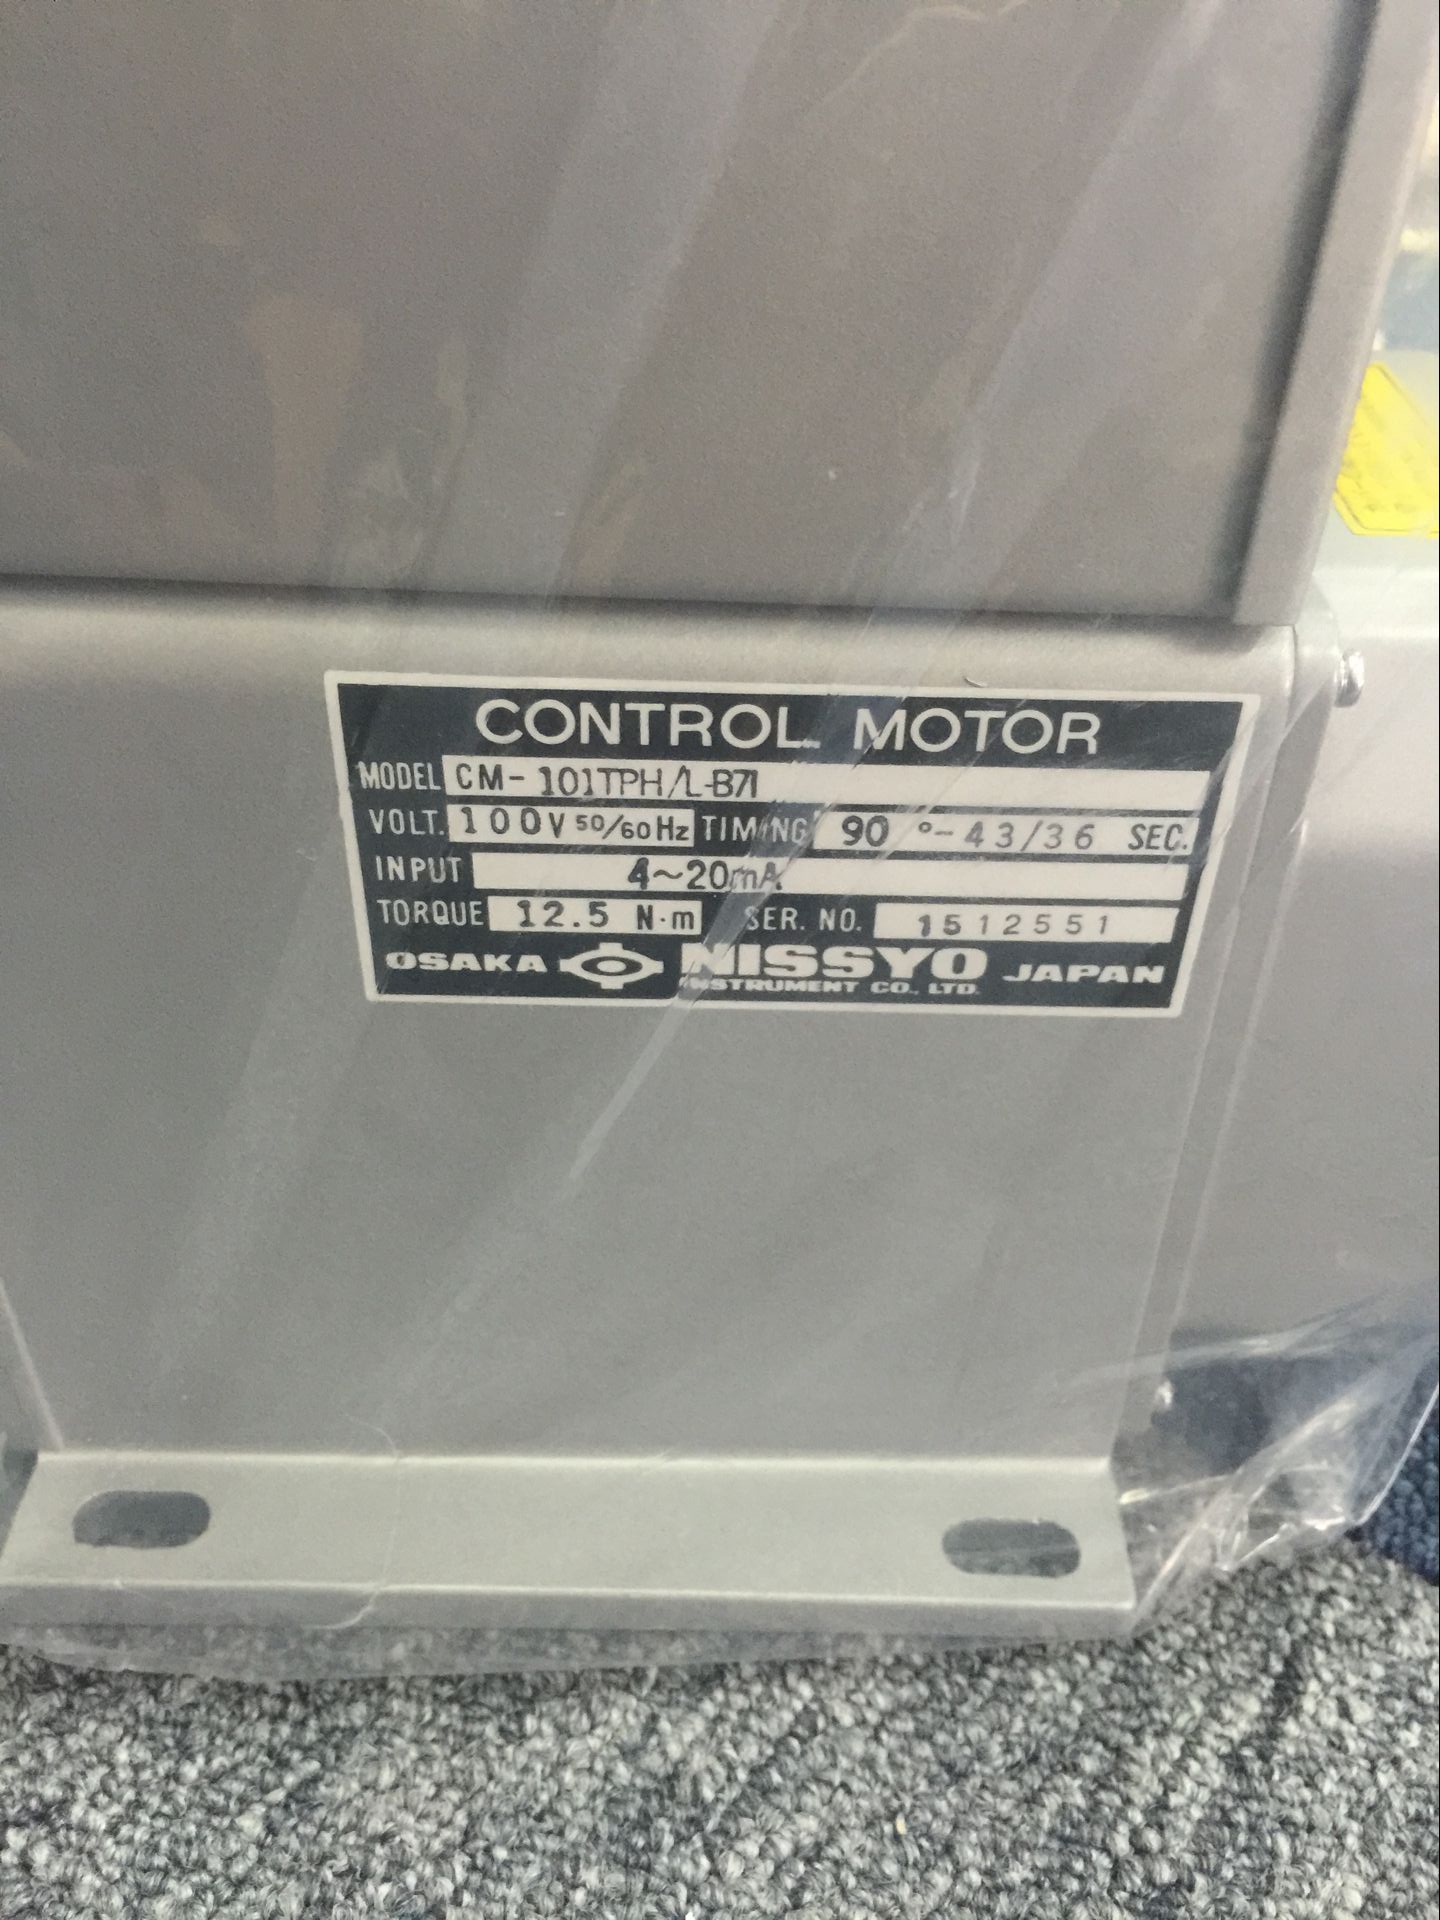 CONTROL MOTOR
MODEL CM-101TPH/L-B71
VOLT. 100V 50/60Hz TIMING 90 °~43/36 SEC.
INPUT 4~20mA
TORQUE 12.5 N·m SER. NO. 1512551
OSAKA NISSYO JAPAN
INSTRUMENT CO., LTD.